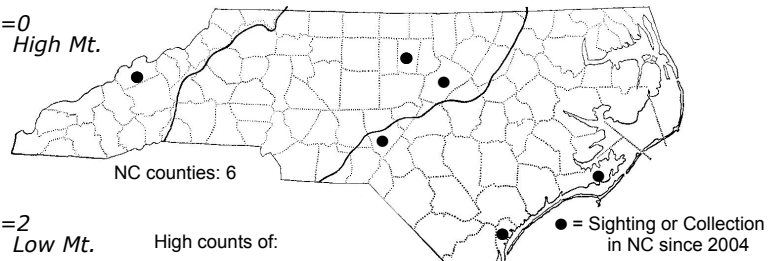 =0
High Mt.
NC counties: 6
=2
Low Mt.
High counts of:
● = Sighting or Collection
in NC since 2004